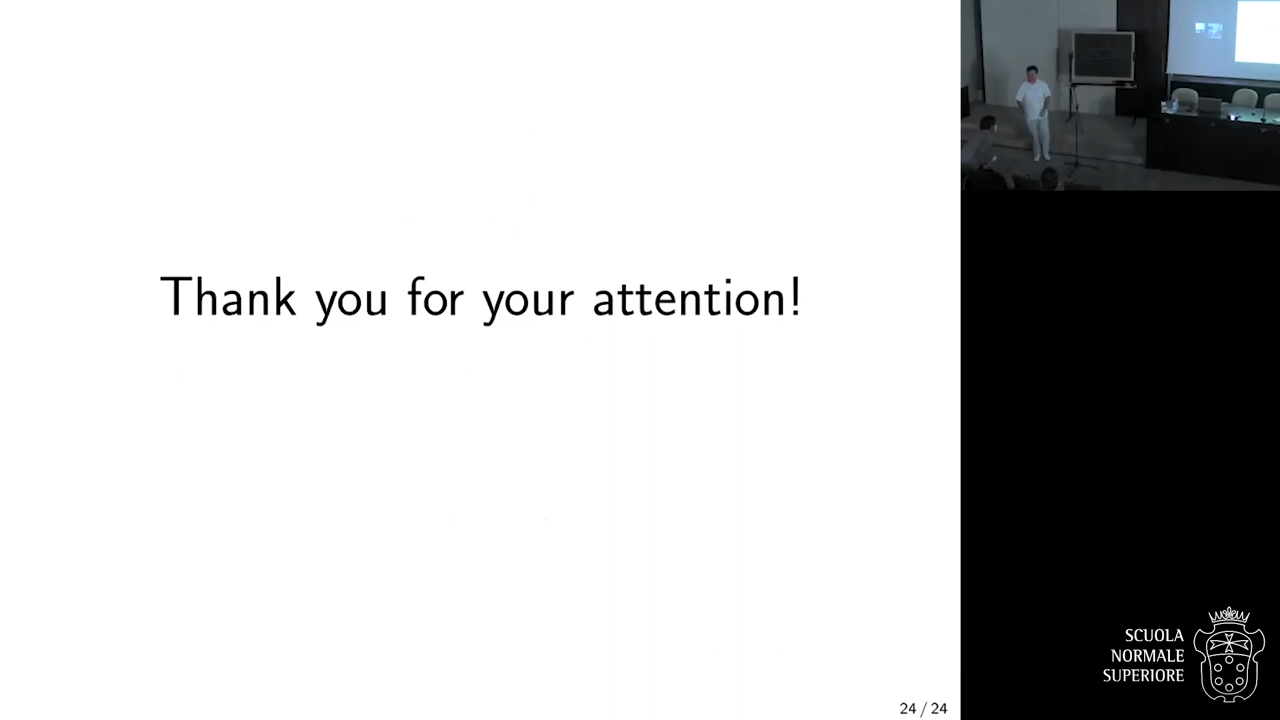 Thank you for your attention!
24 / 24
SCUOLA
NORMALE
SUPERIORE